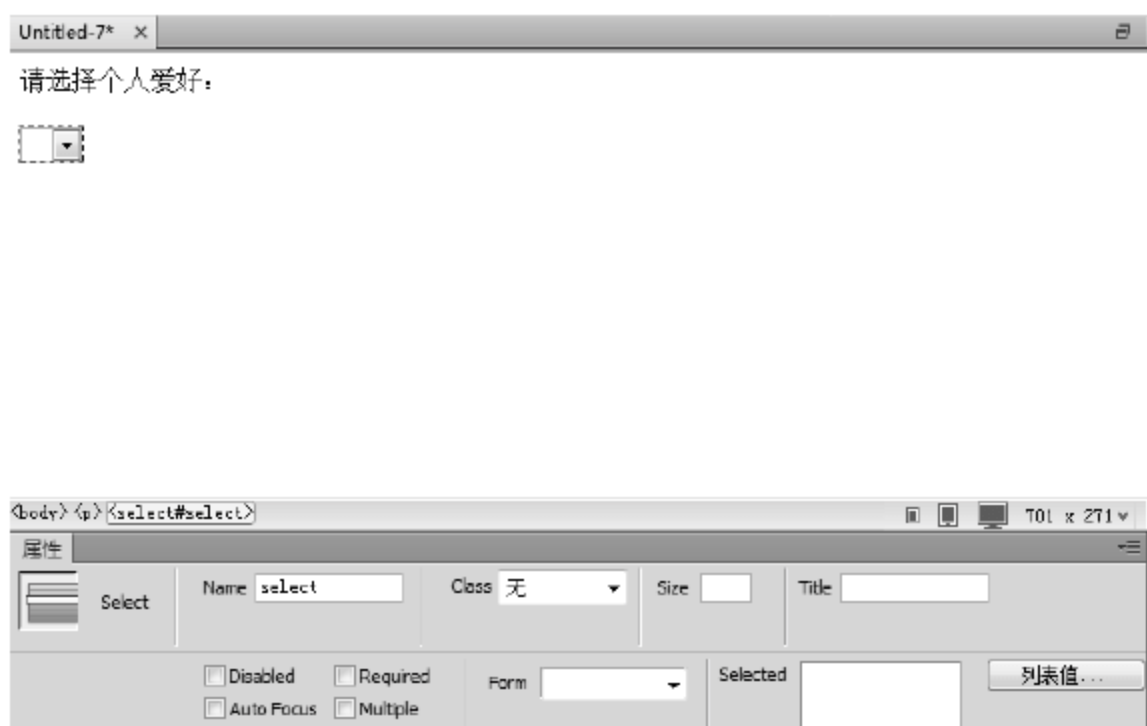 Untitled-7* ×
请选择个人爱好：
<body> <p> <select#select> 701 x 271
属性
Select Name select Class 无 Size Title
Disabled Required Form Selected 列表值...
Auto Focus Multiple